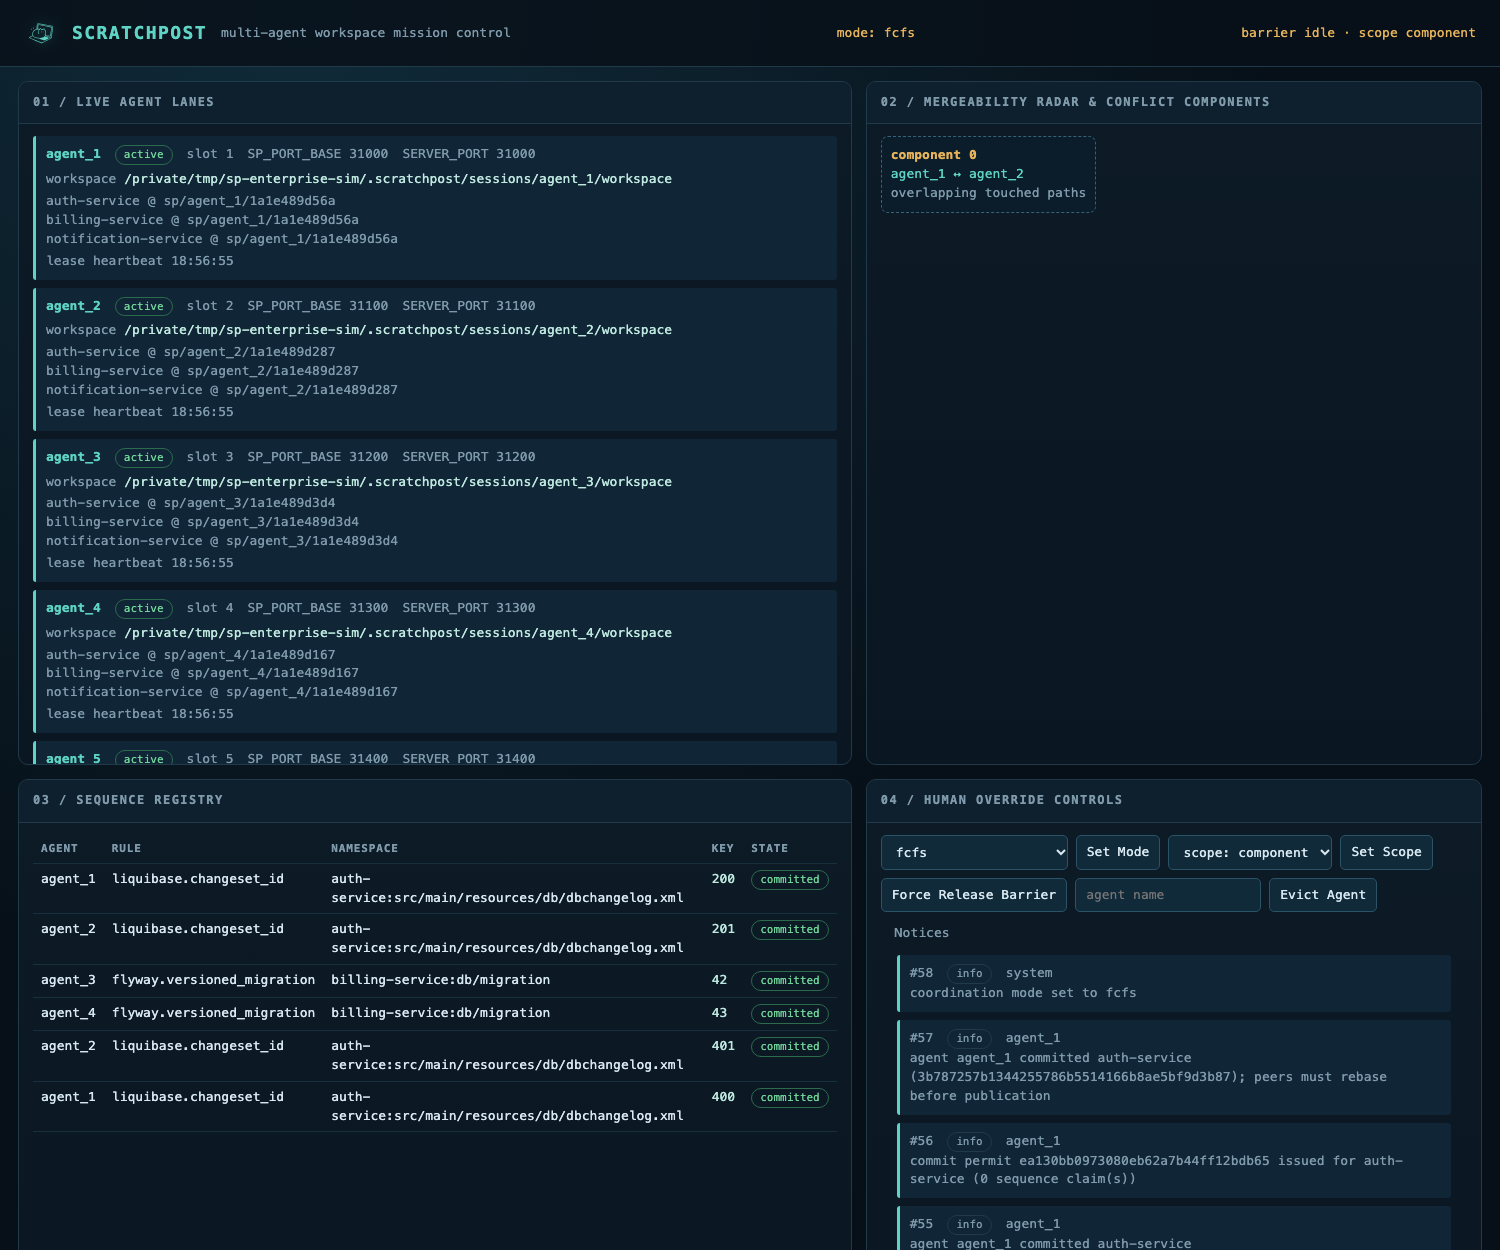 SCRATCHPOST multi-agent workspace mission control
mode: fcfs
barrier idle · scope component
01 / LIVE AGENT LANES
agent_1 active slot 1 SP_PORT_BASE 31000 SERVER_PORT 31000
workspace /private/tmp/sp-enterprise-sim/.scratchpost/sessions/agent_1/workspace
auth-service @ sp/agent_1/1a1e489d56a
billing-service @ sp/agent_1/1a1e489d56a
notification-service @ sp/agent_1/1a1e489d56a
lease heartbeat 18:56:55
agent_2 active slot 2 SP_PORT_BASE 31100 SERVER_PORT 31100
workspace /private/tmp/sp-enterprise-sim/.scratchpost/sessions/agent_2/workspace
auth-service @ sp/agent_2/1a1e489d287
billing-service @ sp/agent_2/1a1e489d287
notification-service @ sp/agent_2/1a1e489d287
lease heartbeat 18:56:55
agent_3 active slot 3 SP_PORT_BASE 31200 SERVER_PORT 31200
workspace /private/tmp/sp-enterprise-sim/.scratchpost/sessions/agent_3/workspace
auth-service @ sp/agent_3/1a1e489d3d4
billing-service @ sp/agent_3/1a1e489d3d4
notification-service @ sp/agent_3/1a1e489d3d4
lease heartbeat 18:56:55
agent_4 active slot 4 SP_PORT_BASE 31300 SERVER_PORT 31300
workspace /private/tmp/sp-enterprise-sim/.scratchpost/sessions/agent_4/workspace
auth-service @ sp/agent_4/1a1e489d167
billing-service @ sp/agent_4/1a1e489d167
notification-service @ sp/agent_4/1a1e489d167
lease heartbeat 18:56:55
agent_5 active slot 5 SP_PORT_BASE 31400 SERVER_PORT 31400
02 / MERGEABILITY RADAR & CONFLICT COMPONENTS
component 0
agent_1 ↔ agent_2
overlapping touched paths
03 / SEQUENCE REGISTRY
AGENT RULE NAMESPACE KEY STATE
agent_1 liquibase.changeset_id auth- 200 committed
service:src/main/resources/db/dbchangelog.xml
agent_2 liquibase.changeset_id auth- 201 committed
service:src/main/resources/db/dbchangelog.xml
agent_3 flyway.versioned_migration billing-service:db/migration 42 committed
agent_4 flyway.versioned_migration billing-service:db/migration 43 committed
agent_2 liquibase.changeset_id auth- 401 committed
service:src/main/resources/db/dbchangelog.xml
agent_1 liquibase.changeset_id auth- 400 committed
service:src/main/resources/db/dbchangelog.xml
04 / HUMAN OVERRIDE CONTROLS
fcfs Set Mode scope: component Set Scope
Force Release Barrier agent name Evict Agent
Notices
#58 info system
coordination mode set to fcfs
#57 info agent_1
agent agent_1 committed auth-service
(3b787257b1344255786b5514166b8ae5bf9d3b87); peers must rebase
before publication
#56 info agent_1
commit permit ea130bb0973080eb62a7b44ff12bdb65 issued for auth-
service (0 sequence claim(s))
#55 info agent_1
agent agent_1 committed auth-service